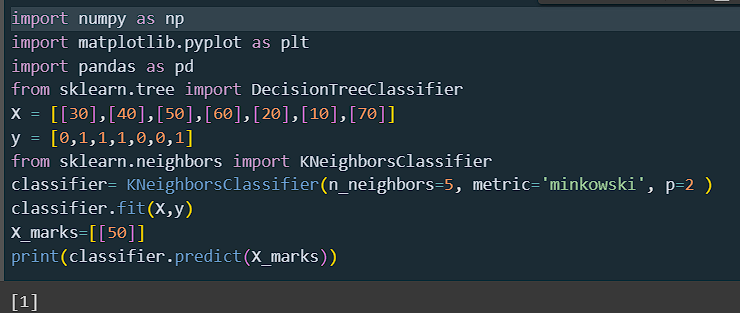 import numpy as np
import matplotlib.pyplot as plt
import pandas as pd
from sklearn.tree import DecisionTreeClassifier
X = [[30],[40],[50],[60],[20],[10],[70]]
y = [0,1,1,1,0,0,1]
from sklearn.neighbors import KNeighborsClassifier
classifier= KNeighborsClassifier(n_neighbors=5, metric='minkowski', p=2 )
classifier.fit(X,y)
X_marks=[[50]]
print(classifier.predict(X_marks))
[1]